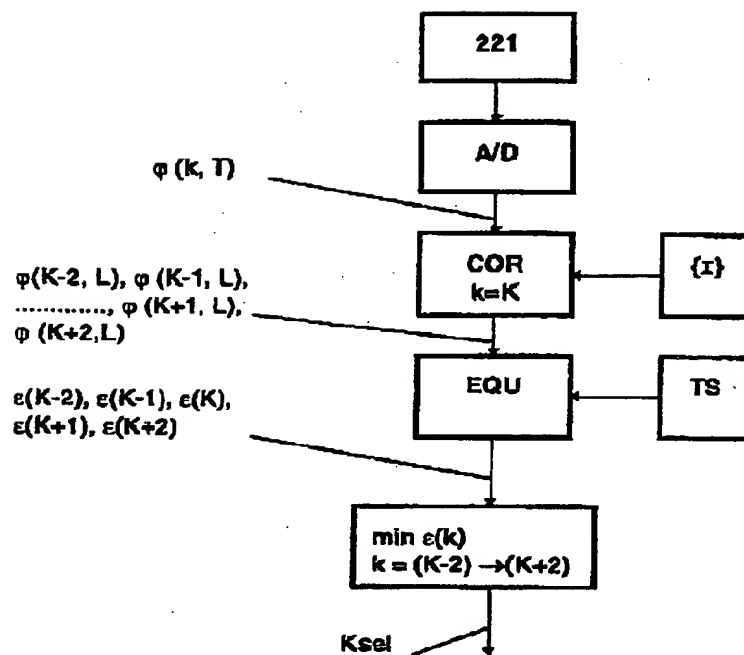 221
A/D
φ (k, T)
COR
k=K
{I}
φ(K-2, L), φ (K-1, L),
............., φ (K+1, L),
φ (K+2,L)
EQU
TS
ε(K-2), ε(K-1), ε(K),
ε(K+1), ε(K+2)
min ε(k)
k = (K-2) →(K+2)
Ksel